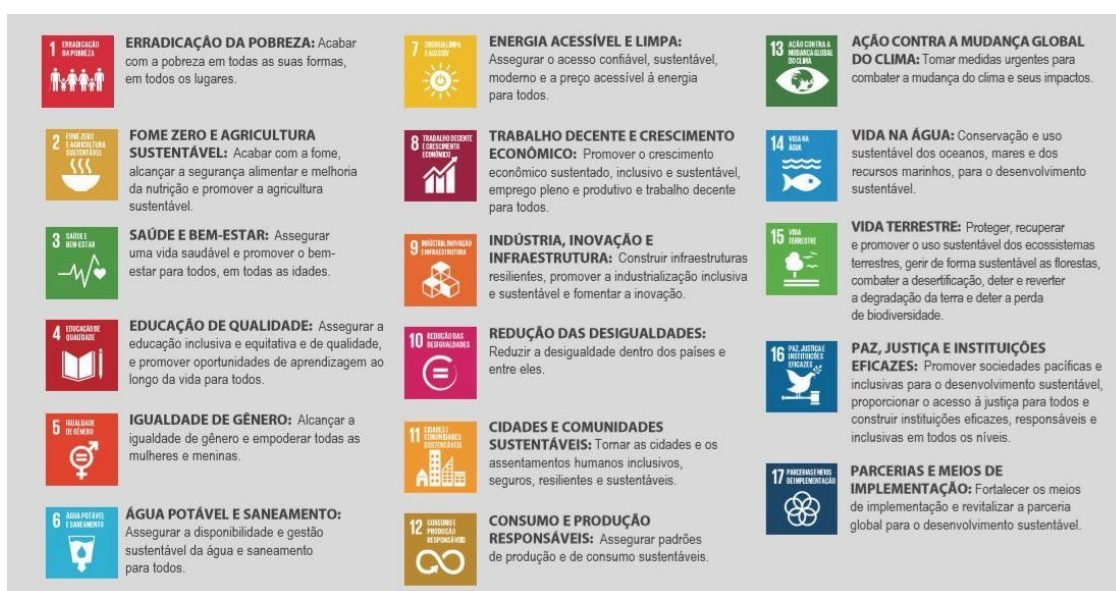 1 ERRADICAÇÃO
DA POBREZA
ERRADICAÇÃO DA POBREZA: Acabar
com a pobreza em todas as suas formas,
em todos os lugares.
2 FOME ZERO
E AGRICULTURA
SUSTENTÁVEL
FOME ZERO E AGRICULTURA
SUSTENTÁVEL: Acabar com a fome,
alcançar a segurança alimentar e melhoria
da nutrição e promover a agricultura
sustentável.
3 SAÚDE E
BEM-ESTAR
SAÚDE E BEM-ESTAR: Assegurar
uma vida saudável e promover o bem-
estar para todos, em todas as idades.
4 EDUCAÇÃO DE
QUALIDADE
EDUCAÇÃO DE QUALIDADE: Assegurar a
educação inclusiva e equitativa e de qualidade,
e promover oportunidades de aprendizagem ao
longo da vida para todos.
5 IGUALDADE
DE GÊNERO
IGUALDADE DE GÊNERO: Alcançar a
igualdade de gênero e empoderar todas as
mulheres e meninas.
6 ÁGUA POTÁVEL
E SANEAMENTO
ÁGUA POTÁVEL E SANEAMENTO:
Assegurar a disponibilidade e gestão
sustentável da água e saneamento
para todos.
7 ENERGIA LIMPA
E ACESSÍV
ENERGIA ACESSÍVEL E LIMPA:
Assegurar o acesso confiável, sustentável,
moderno e a preço acessível à energia
para todos.
8 TRABALHO DECENTE
E CRESCIMENTO
ECONÔMICO
TRABALHO DECENTE E CRESCIMENTO
ECONÔMICO: Promover o crescimento
econômico sustentado, inclusivo e sustentável,
emprego pleno e produtivo e trabalho decente
para todos.
9 INDÚSTRIA, INOVAÇÃO
E INFRAESTRUTURA
INDÚSTRIA, INOVAÇÃO E
INFRAESTRUTURA: Construir infraestruturas
resilientes, promover a industrialização inclusiva
e sustentável e fomentar a inovação.
10 REDUÇÃO DAS
DESIGUALDADES
REDUÇÃO DAS DESIGUALDADES:
Reduzir a desigualdade dentro dos países e
entre eles.
11 CIDADES E
COMUNIDADES
SUSTENTÁVEIS
CIDADES E COMUNIDADES
SUSTENTÁVEIS: Tornar as cidades e os
assentamentos humanos inclusivos,
seguros, resilientes e sustentáveis.
12 CONSUMO E
PRODUÇÃO
RESPONSÁVEIS
CONSUMO E PRODUÇÃO
RESPONSÁVEIS: Assegurar padrões
de produção e de consumo sustentáveis.
13 AÇÃO CONTRA A
MUDANÇA GLOBAL
DO CLIMA
AÇÃO CONTRA A MUDANÇA GLOBAL
DO CLIMA: Tomar medidas urgentes para
combater a mudança do clima e seus impactos.
14 VIDA NA
ÁGUA
VIDA NA ÁGUA: Conservação e uso
sustentável dos oceanos, mares e dos
recursos marinhos, para o desenvolvimento
sustentável.
15 VIDA
TERRESTRE
VIDA TERRESTRE: Proteger, recuperar
e promover o uso sustentável dos ecossistemas
terrestres, gerir de forma sustentável as florestas,
combater a desertificação, deter e reverter
a degradação da terra e deter a perda
de biodiversidade.
16 PAZ, JUSTIÇA E
INSTITUIÇÕES
EFICAZES
PAZ, JUSTIÇA E INSTITUIÇÕES
EFICAZES: Promover sociedades pacíficas e
inclusivas para o desenvolvimento sustentável,
proporcionar o acesso à justiça para todos e
construir instituições eficazes, responsáveis e
inclusivas em todos os níveis.
17 PARCERIAS E MEIOS
DE IMPLEMENTAÇÃO
PARCERIAS E MEIOS DE
IMPLEMENTAÇÃO: Fortalecer os meios
de implementação e revitalizar a parceria
global para o desenvolvimento sustentável.